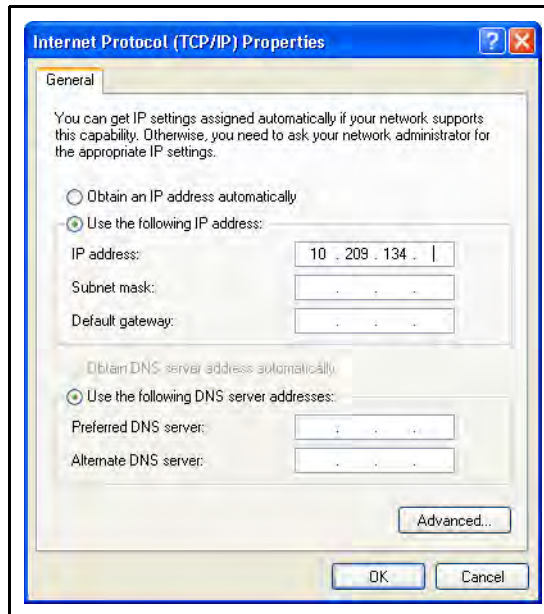 Internet Protocol (TCP/IP) Properties
General
You can get IP settings assigned automatically if your network supports
this capability. Otherwise, you need to ask your network administrator for
the appropriate IP settings.
Obtain an IP address automatically
Use the following IP address:
IP address: 10 . 209 . 134 .
Subnet mask: . . .
Default gateway: . . .
Obtain DNS server address automatically
Use the following DNS server addresses:
Preferred DNS server: . . .
Alternate DNS server: . . .
Advanced...
OK Cancel